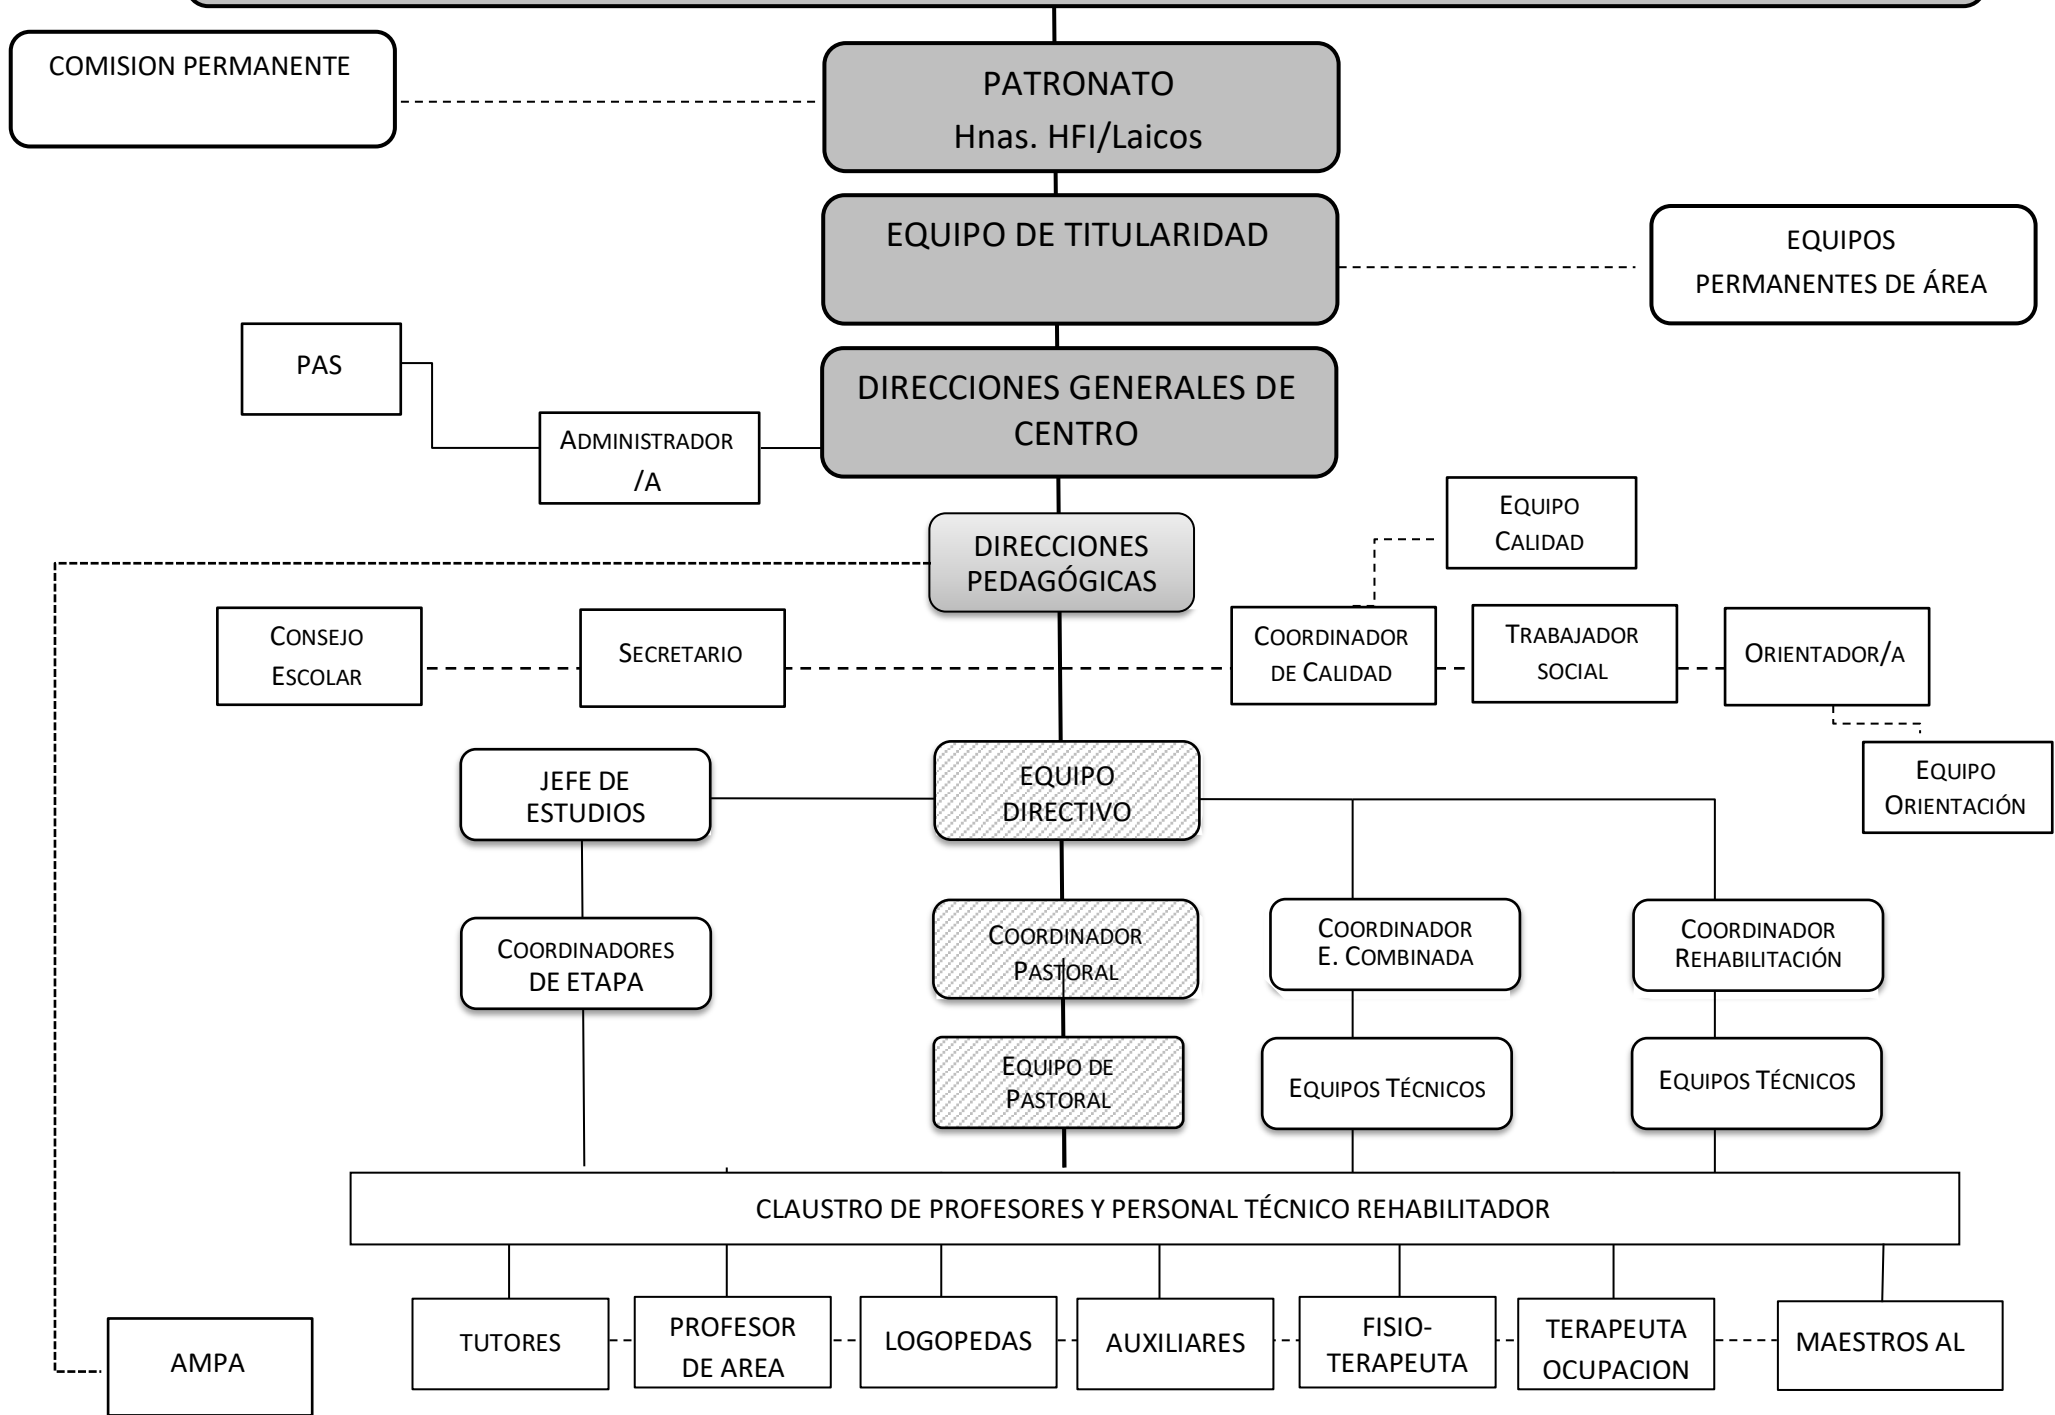 COMISION PERMANENTE
PATRONATO
Hnas. HFI/Laicos
EQUIPO DE TITULARIDAD
EQUIPOS
PERMANENTES DE ÁREA
PAS
DIRECCIONES GENERALES DE
CENTRO
ADMINISTRADOR
/A
EQUIPO
CALIDAD
DIRECCIONES
PEDAGÓGICAS
CONSEJO
ESCOLAR
SECRETARIO
COORDINADOR
DE CALIDAD
TRABAJADOR
SOCIAL
ORIENTADOR/A
EQUIPO
ORIENTACIÓN
JEFE DE
ESTUDIOS
EQUIPO
DIRECTIVO
COORDINADORES
DE ETAPA
COORDINADOR
PASTORAL
COORDINADOR
E. COMBINADA
COORDINADOR
REHABILITACIÓN
EQUIPO DE
PASTORAL
EQUIPOS TÉCNICOS
EQUIPOS TÉCNICOS
CLAUSTRO DE PROFESORES Y PERSONAL TÉCNICO REHABILITADOR
AMPA
TUTORES
PROFESOR
DE AREA
LOGOPEDAS
AUXILIARES
FISIO-
TERAPEUTA
TERAPEUTA
OCUPACION
MAESTROS AL